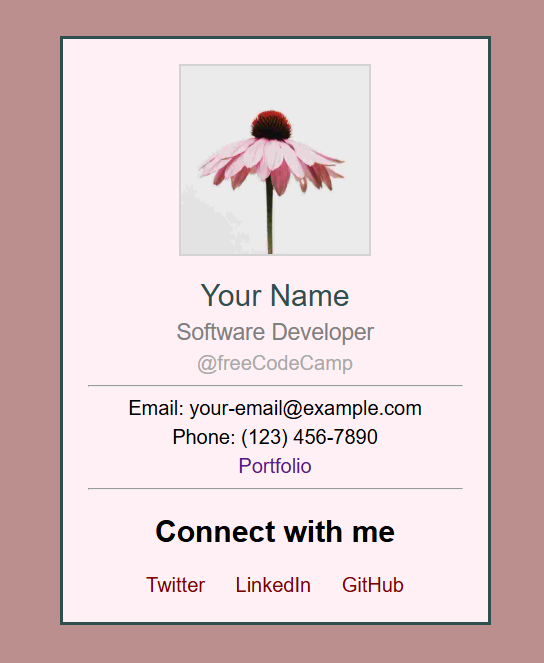 Your Name
Software Developer
@freeCodeCamp
Email: your-email@example.com
Phone: (123) 456-7890
Portfolio
Connect with me
Twitter LinkedIn GitHub